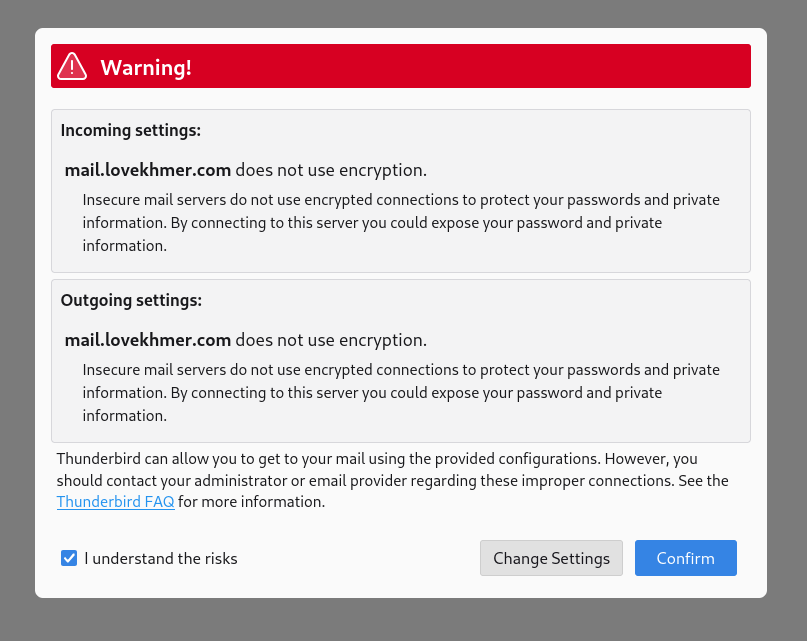 Warning!
Incoming settings:
mail.lovekhmer.com does not use encryption.
Insecure mail servers do not use encrypted connections to protect your passwords and private
information. By connecting to this server you could expose your password and private
information.
Outgoing settings:
mail.lovekhmer.com does not use encryption.
Insecure mail servers do not use encrypted connections to protect your passwords and private
information. By connecting to this server you could expose your password and private
information.
Thunderbird can allow you to get to your mail using the provided configurations. However, you
should contact your administrator or email provider regarding these improper connections. See the
Thunderbird FAQ for more information.
I understand the risks
Change Settings
Confirm